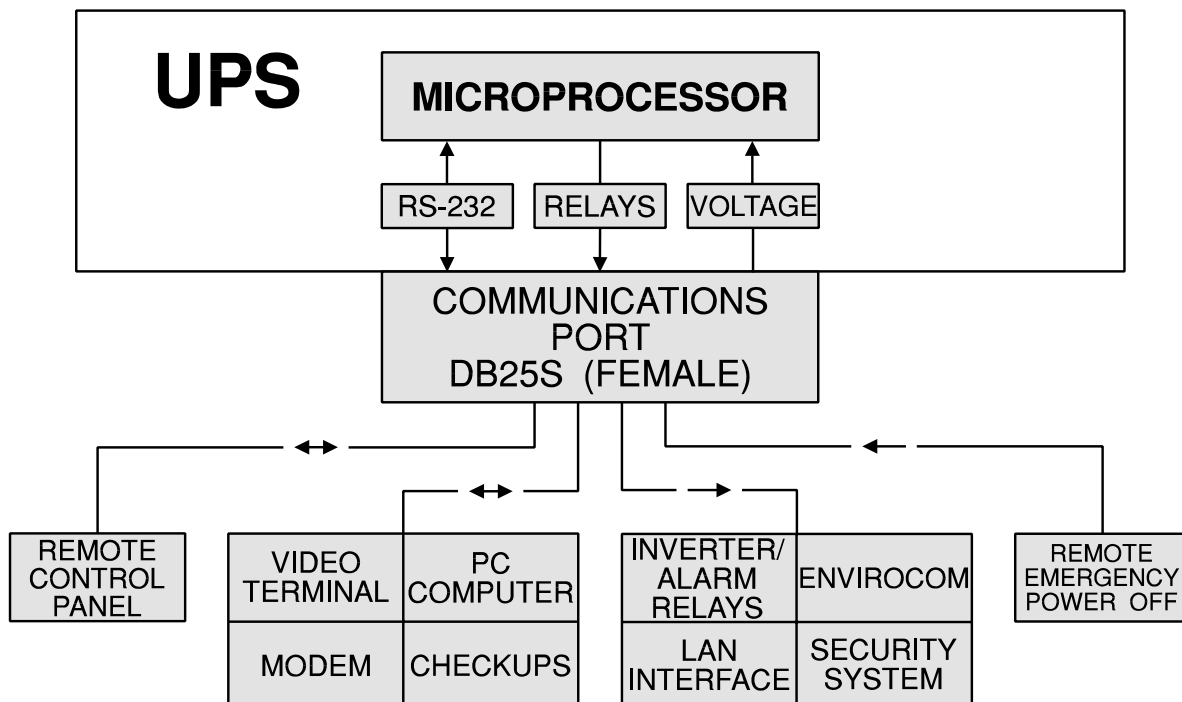 UPS
MICROPROCESSOR
RS-232
RELAYS
VOLTAGE
COMMUNICATIONS
PORT
DB25S (FEMALE)
REMOTE
CONTROL
PANEL
VIDEO
TERMINAL
PC
COMPUTER
MODEM
CHECKUPS
INVERTER/
ALARM
RELAYS
ENVIROCOM
LAN
INTERFACE
SECURITY
SYSTEM
REMOTE
EMERGENCY
POWER OFF